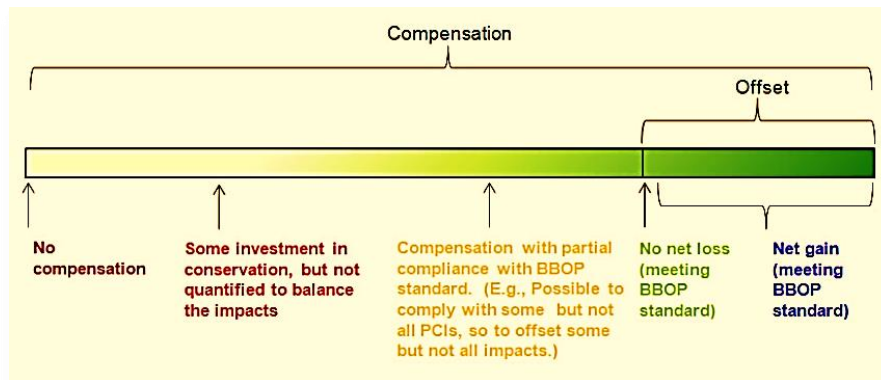 Compensation
Offset
No
compensation
Some investment in
conservation, but not
quantified to balance
the impacts
Compensation with partial
compliance with BBOP
standard. (E.g., Possible to
comply with some but not
all PCIs, so to offset some
but not all impacts.)
No net loss
(meeting
BBOP
standard)
Net gain
(meeting
BBOP
standard)